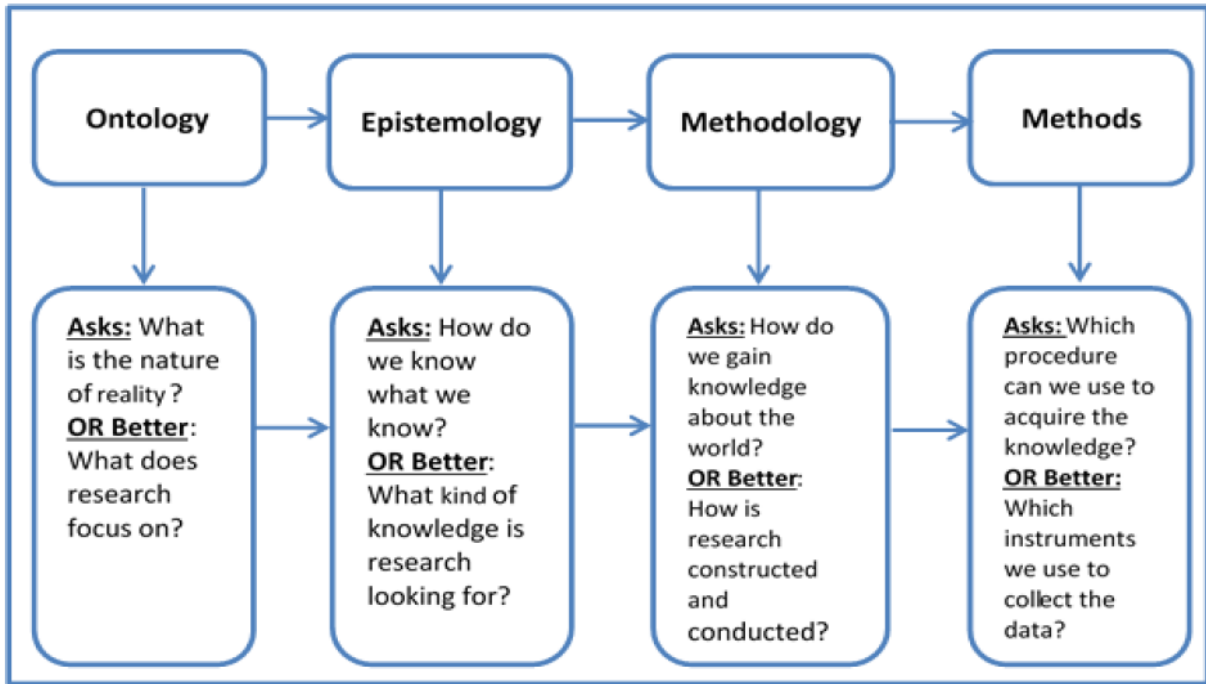 Ontology
Epistemology
Methodology
Methods
Asks: What
is the nature
of reality?
OR Better:
What does
research
focus on?
Asks: How do
we know
what we
know?
OR Better:
What kind of
knowledge is
research
looking for?
Asks: How do
we gain
knowledge
about the
world?
OR Better:
How is
research
constructed
and
conducted?
Asks: Which
procedure
can we use to
acquire the
knowledge?
OR Better:
Which
instruments
we use to
collect the
data?